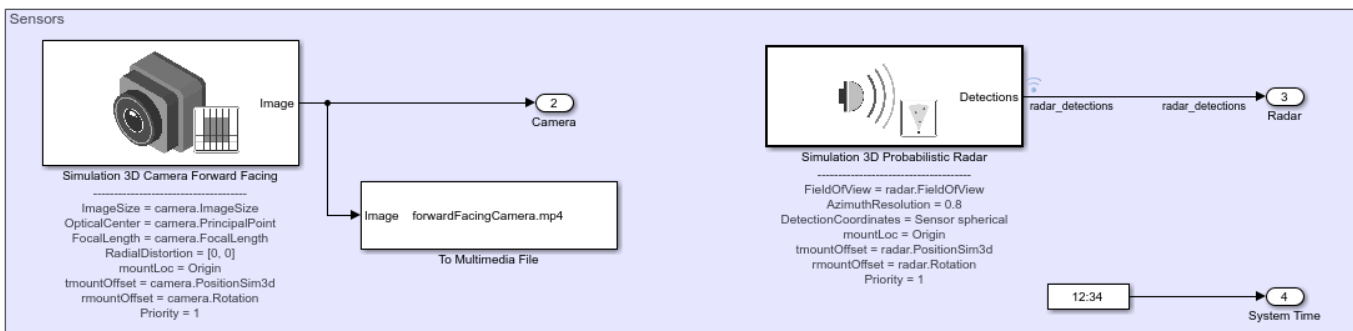 Sensors
Image
2
Camera
Simulation 3D Camera Forward Facing
------------------------------------
ImageSize = camera.ImageSize
OpticalCenter = camera.PrincipalPoint
FocalLength = camera.FocalLength
RadialDistortion = [0, 0]
mountLoc = Origin
tmountOffset = camera.PositionSim3d
rmountOffset = camera.Rotation
Priority = 1
Image forwardFacingCamera.mp4
To Multimedia File
Detections
radar_detections radar_detections
3
Radar
Simulation 3D Probabilistic Radar
------------------------------------
FieldOfView = radar.FieldOfView
AzimuthResolution = 0.8
DetectionCoordinates = Sensor spherical
mountLoc = Origin
tmountOffset = radar.PositionSim3d
rmountOffset = radar.Rotation
Priority = 1
12:34
4
System Time